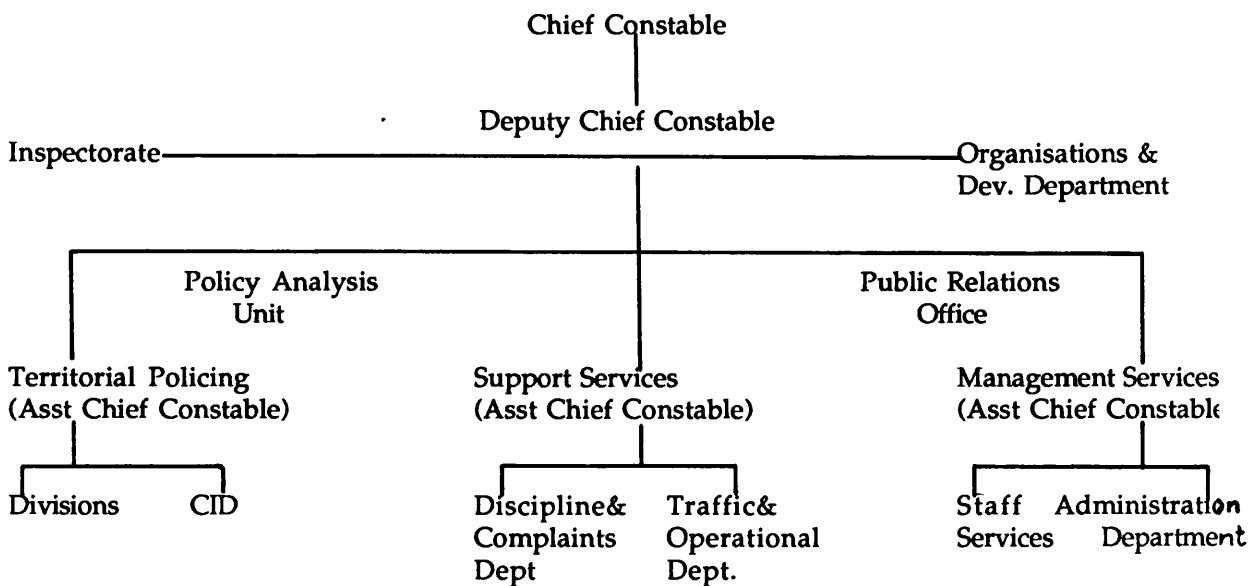 Chief Constable
Deputy Chief Constable
Inspectorate
Organisations &
Dev. Department
Policy Analysis
Unit
Public Relations
Office
Territorial Policing
(Asst Chief Constable)
Support Services
(Asst Chief Constable)
Management Services
(Asst Chief Constable
Divisions
CID
Discipline&
Complaints
Dept
Traffic&
Operational
Dept.
Staff
Services
Administration
Department